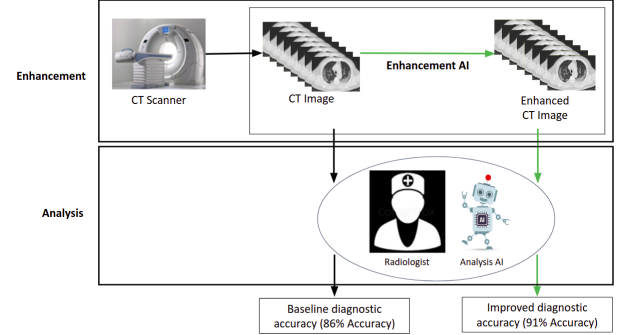 Enhancement
CT Scanner
CT Image
Enhancement AI
Enhanced
CT Image
Analysis
Radiologist
Analysis AI
AI
Baseline diagnostic
accuracy (86% Accuracy)
Improved diagnostic
accuracy (91% Accuracy)